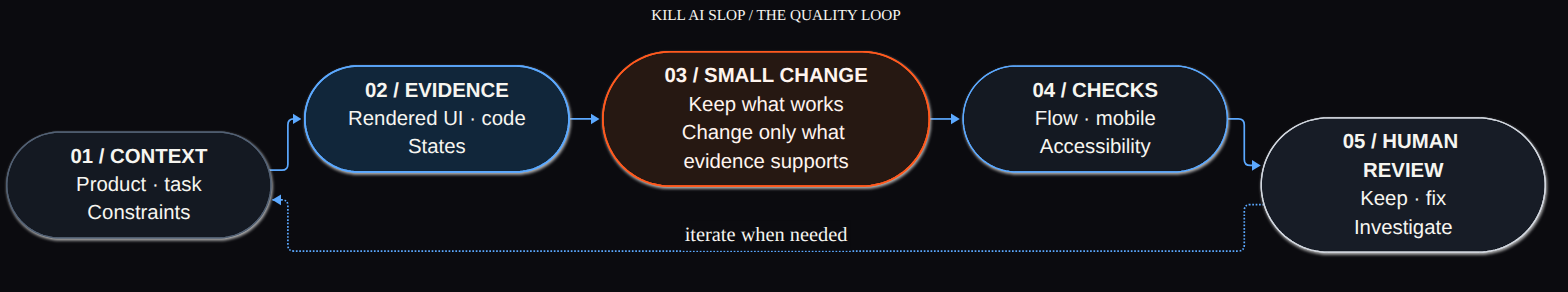 KILL AI SLOP / THE QUALITY LOOP
01 / CONTEXT
Product · task
Constraints
02 / EVIDENCE
Rendered UI · code
States
03 / SMALL CHANGE
Keep what works
Change only what
evidence supports
04 / CHECKS
Flow · mobile
Accessibility
05 / HUMAN
REVIEW
Keep · fix
Investigate
iterate when needed